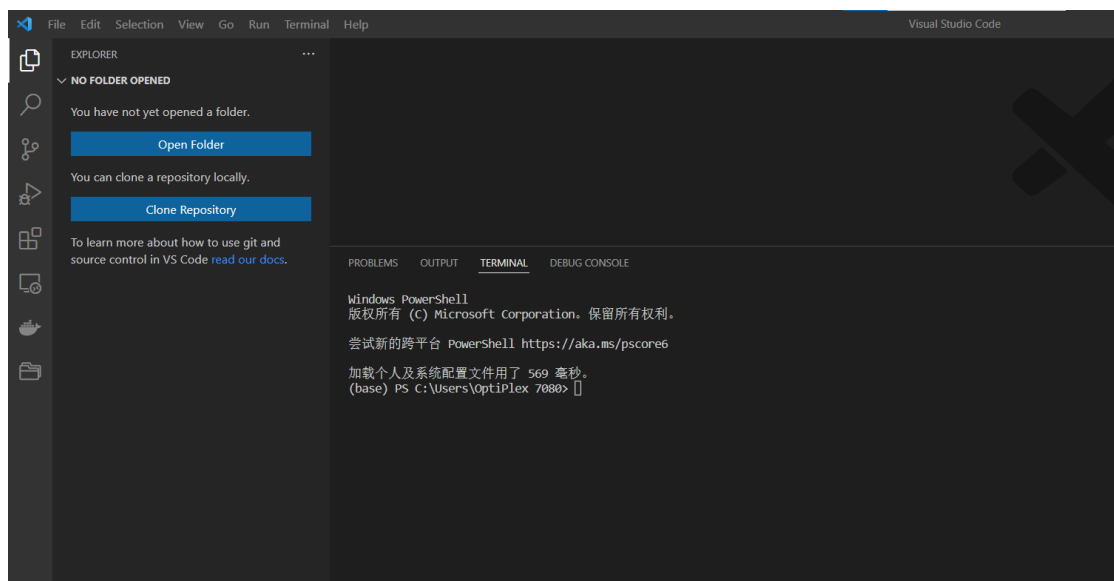 File Edit Selection View Go Run Terminal Help
Visual Studio Code
EXPLORER
NO FOLDER OPENED
You have not yet opened a folder.
Open Folder
You can clone a repository locally.
Clone Repository
To learn more about how to use git and
source control in VS Code read our docs.
PROBLEMS OUTPUT TERMINAL DEBUG CONSOLE
Windows PowerShell
版权所有 (C) Microsoft Corporation。保留所有权利。
尝试新的跨平台 PowerShell https://aka.ms/pscore6
加载个人及系统配置文件用了 569 毫秒。
(base) PS C:\Users\OptiPlex 7080>